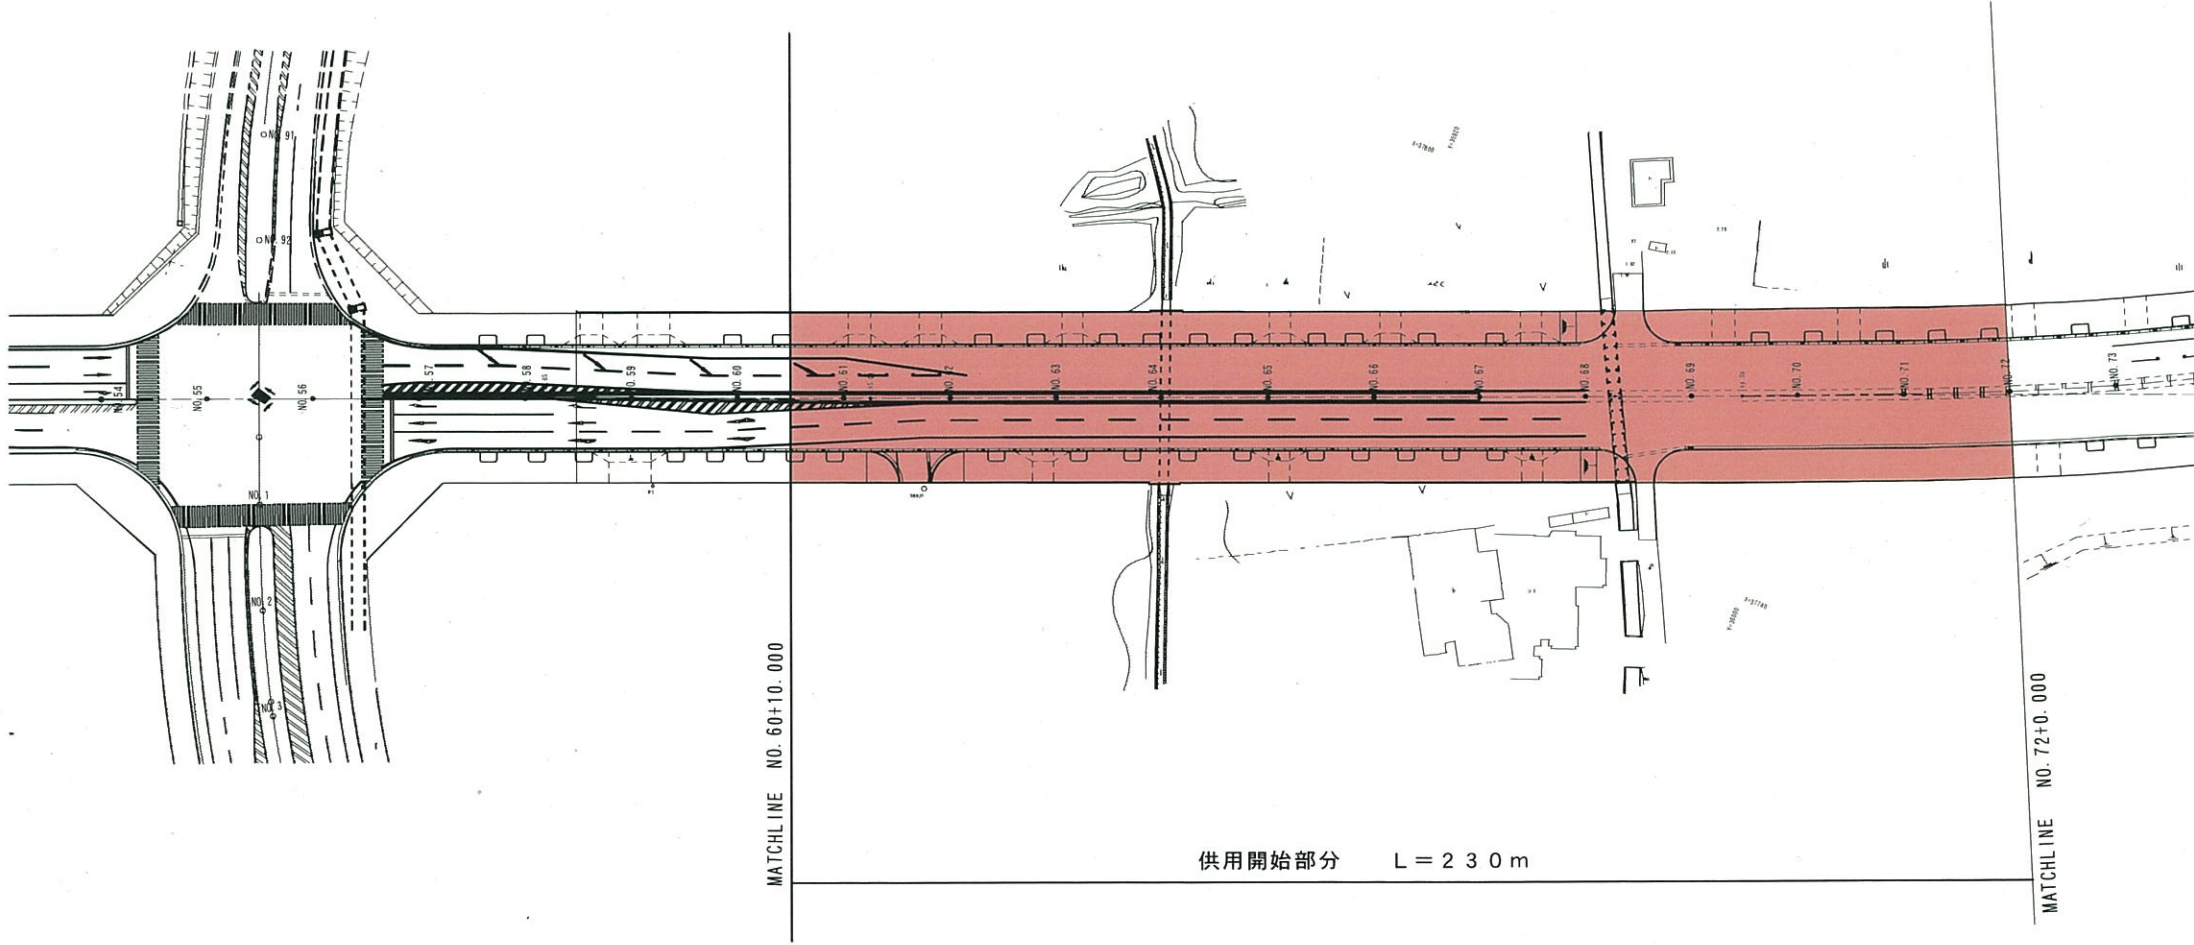 NO. 91
NO. 92
NO. 54
NO. 55
NO. 56
NO. 57
NO. 58
NO. 59
NO. 60
NO. 61
NO. 62
NO. 63
NO. 64
NO. 65
NO. 66
NO. 67
NO. 68
NO. 69
NO. 70
NO. 71
NO. 72
NO. 73
NO. 1
NO. 2
NO. 3
MATCHLINE NO. 60+10. 000
MATCHLINE NO. 72+0. 000
供用開始部分 L=230m